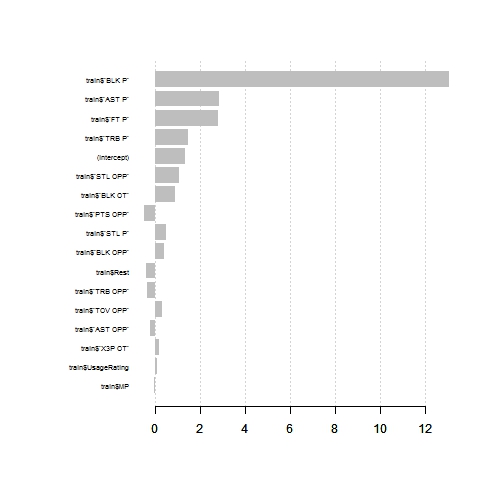 train$`BLK P`
train$`AST P`
train$`FT P`
train$`TRB P`
(Intercept)
train$`STL OPP`
train$`BLK OT`
train$`PTS OPP`
train$`STL P`
train$`BLK OPP`
train$Rest
train$`TRB OPP`
train$`TOV OPP`
train$`AST OPP`
train$`X3P OT`
train$UsageRating
train$MP
0 2 4 6 8 10 12